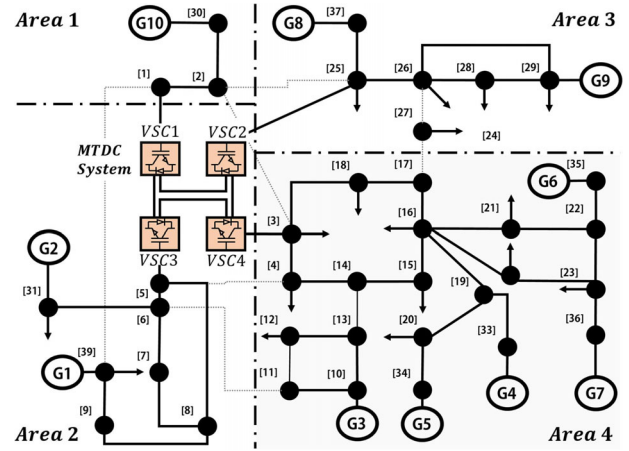 Area 1
Area 3
[30]
[37]
G10
G8
[1]
[2]
[25]
[26]
[28]
[29]
G9
[27]
VSC1
VSC2
[24]
MTDC
System
[18]
[17]
[35]
G6
[21]
[16]
[22]
[3]
G2
VSC3
VSC4
[4]
[14]
[15]
[23]
[5]
[19]
[31]
[6]
[12]
[13]
[20]
[36]
[33]
[39]
[7]
G1
[11]
[10]
[34]
G4
G7
[9]
[8]
G3
G5
Area 2
Area 4